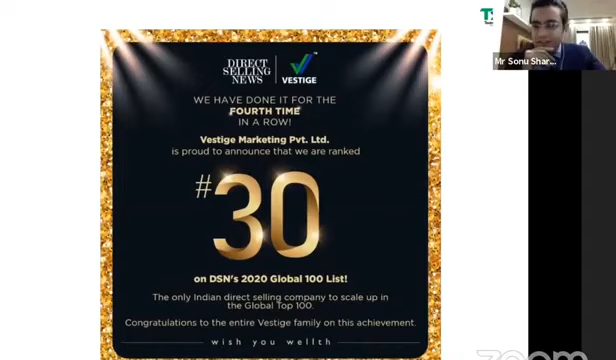 DIRECT
SELLING
NEWS
VESTIGE
WE HAVE DONE IT FOR THE
FOURTH TIME
IN A ROW!
Vestige Marketing Pvt. Ltd.
is proud to announce that we are ranked
#30
on DSN's 2020 Global 100 List!
The only Indian direct selling company to scale up in
the Global Top 100.
Congratulations to the entire Vestige family on this achievement.
wish you wellth
Mr Sonu Shar...
zoom